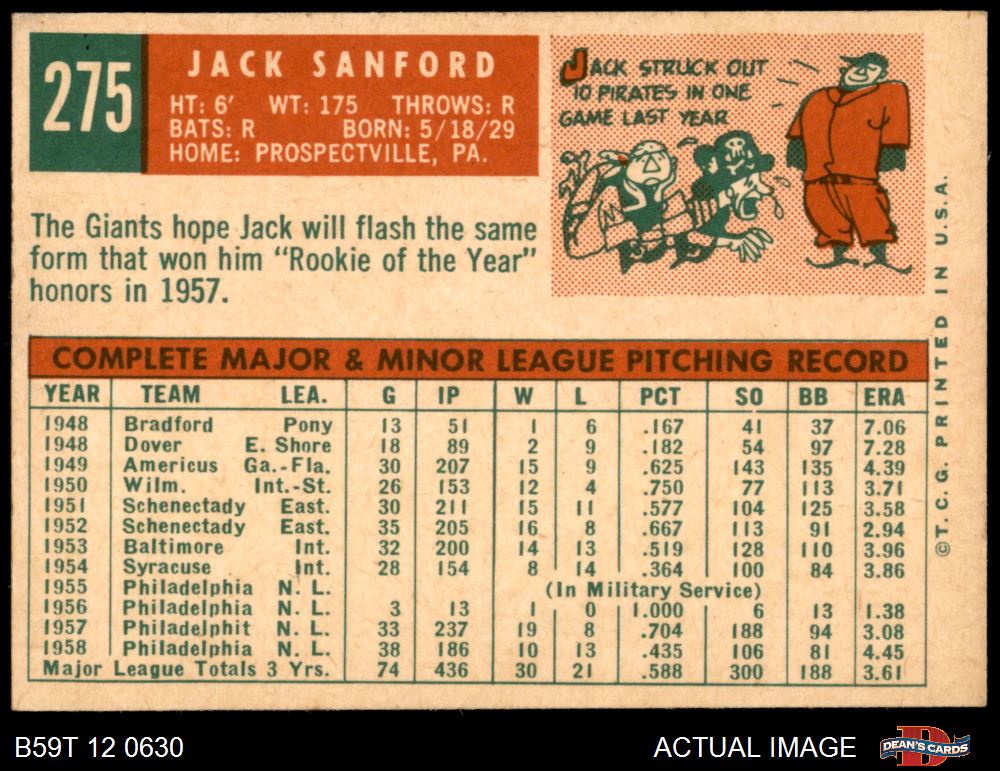 275
JACK SANFORD
HT: 6' WT: 175 THROWS: R
BATS: R BORN: 5/18/29
HOME: PROSPECTVILLE, PA.
JACK STRUCK OUT
10 PIRATES IN ONE
GAME LAST YEAR
The Giants hope Jack will flash the same
form that won him "Rookie of the Year"
honors in 1957.
COMPLETE MAJOR & MINOR LEAGUE PITCHING RECORD
YEAR TEAM LEA. G IP W L PCT SO BB ERA
1948 Bradford Pony 13 51 1 6 .167 41 37 7.06
1948 Dover E. Shore 18 89 2 9 .182 54 97 7.28
1949 Americus Ga.-Fla. 30 207 15 9 .625 143 135 4.39
1950 Wilm. Int.-St. 26 153 12 4 .750 77 113 3.71
1951 Schenectady East. 30 211 15 11 .577 104 125 3.58
1952 Schenectady East. 35 205 16 8 .667 113 91 2.94
1953 Baltimore Int. 32 200 14 13 .519 128 110 3.96
1954 Syracuse Int. 28 154 8 14 .364 100 84 3.86
1955 Philadelphia N. L. (In Military Service)
1956 Philadelphia N. L. 3 13 1 0 1.000 6 13 1.38
1957 Philadelphit N. L. 33 237 19 8 .704 188 94 3.08
1958 Philadelphia N. L. 38 186 10 13 .435 106 81 4.45
Major League Totals 3 Yrs. 74 436 30 21 .588 300 188 3.61
©T. C. G. PRINTED IN U.S.A.
B59T 12 0630
ACTUAL IMAGE
DEAN'S CARDS